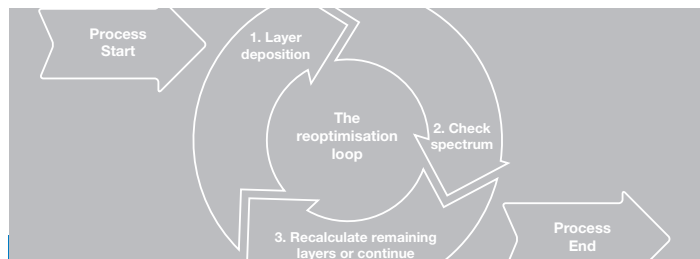 Process
Start
1. Layer
deposition
The
reoptimisation
loop
2. Check
spectrum
3. Recalculate remaining
layers or continue
Process
End